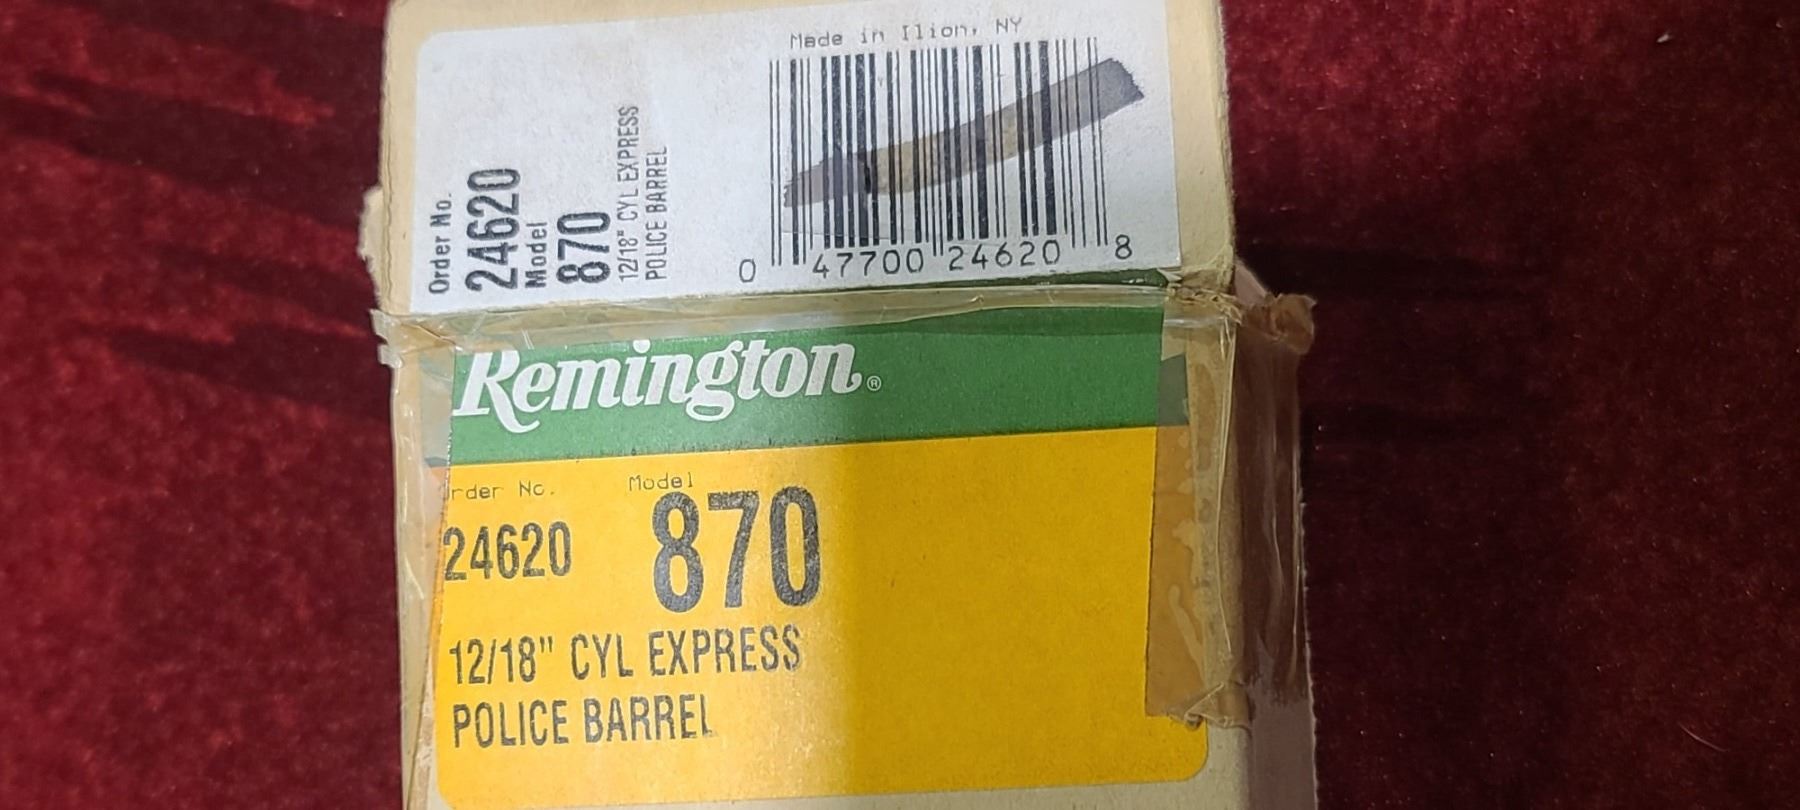 Made in Ilion, NY
Order No.
24620
Model
870
12/18" CYL EXPRESS
POLICE BARREL
0 47700 24620 8
Remington®
Order No. Model
24620 870
12/18" CYL EXPRESS
POLICE BARREL